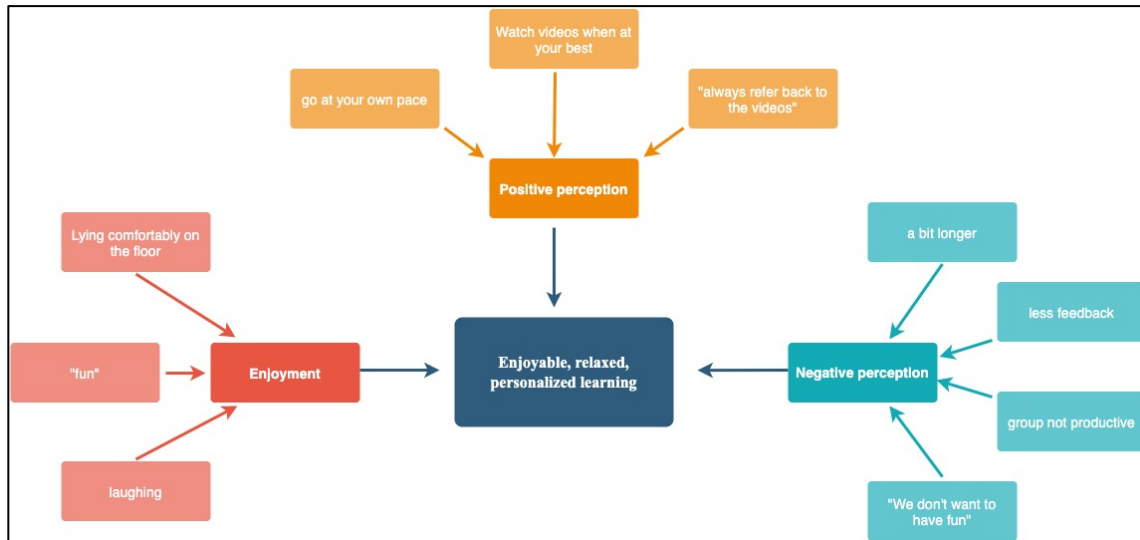 Watch videos when at
your best
go at your own pace
"always refer back to
the videos"
Positive perception
Lying comfortably on
the floor
"fun"
laughing
Enjoyment
Enjoyable, relaxed,
personalized learning
a bit longer
less feedback
Negative perception
group not productive
"We don't want to
have fun"